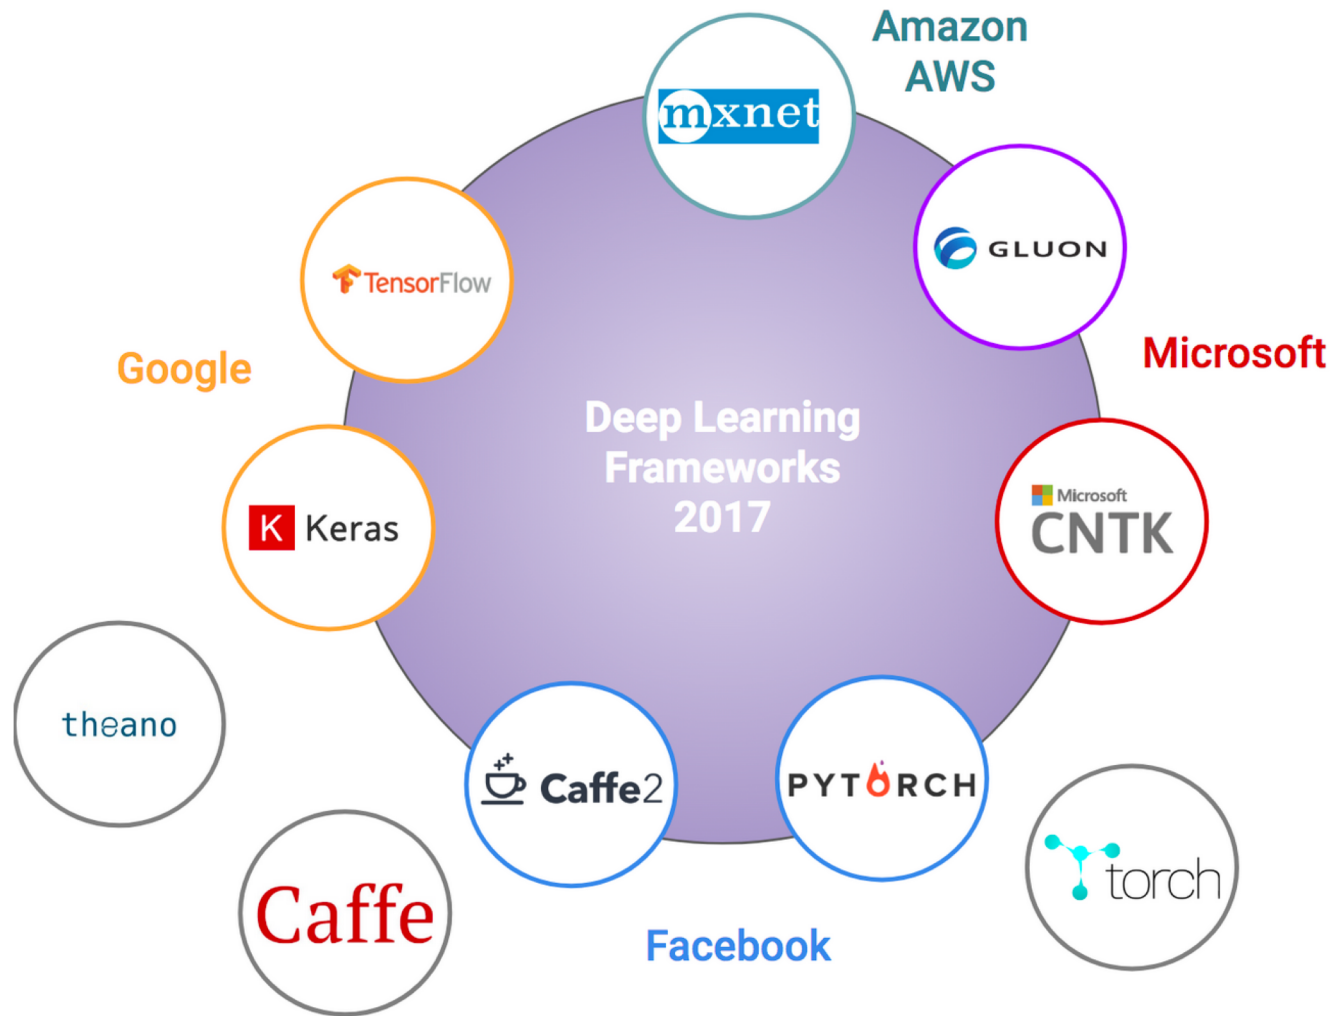 Amazon
AWS
mxnet
GLUON
TensorFlow
Google
Microsoft
Deep Learning
Frameworks
2017
Keras
K
Microsoft
CNTK
theano
Caffe2
PYTORCH
torch
Caffe
Facebook